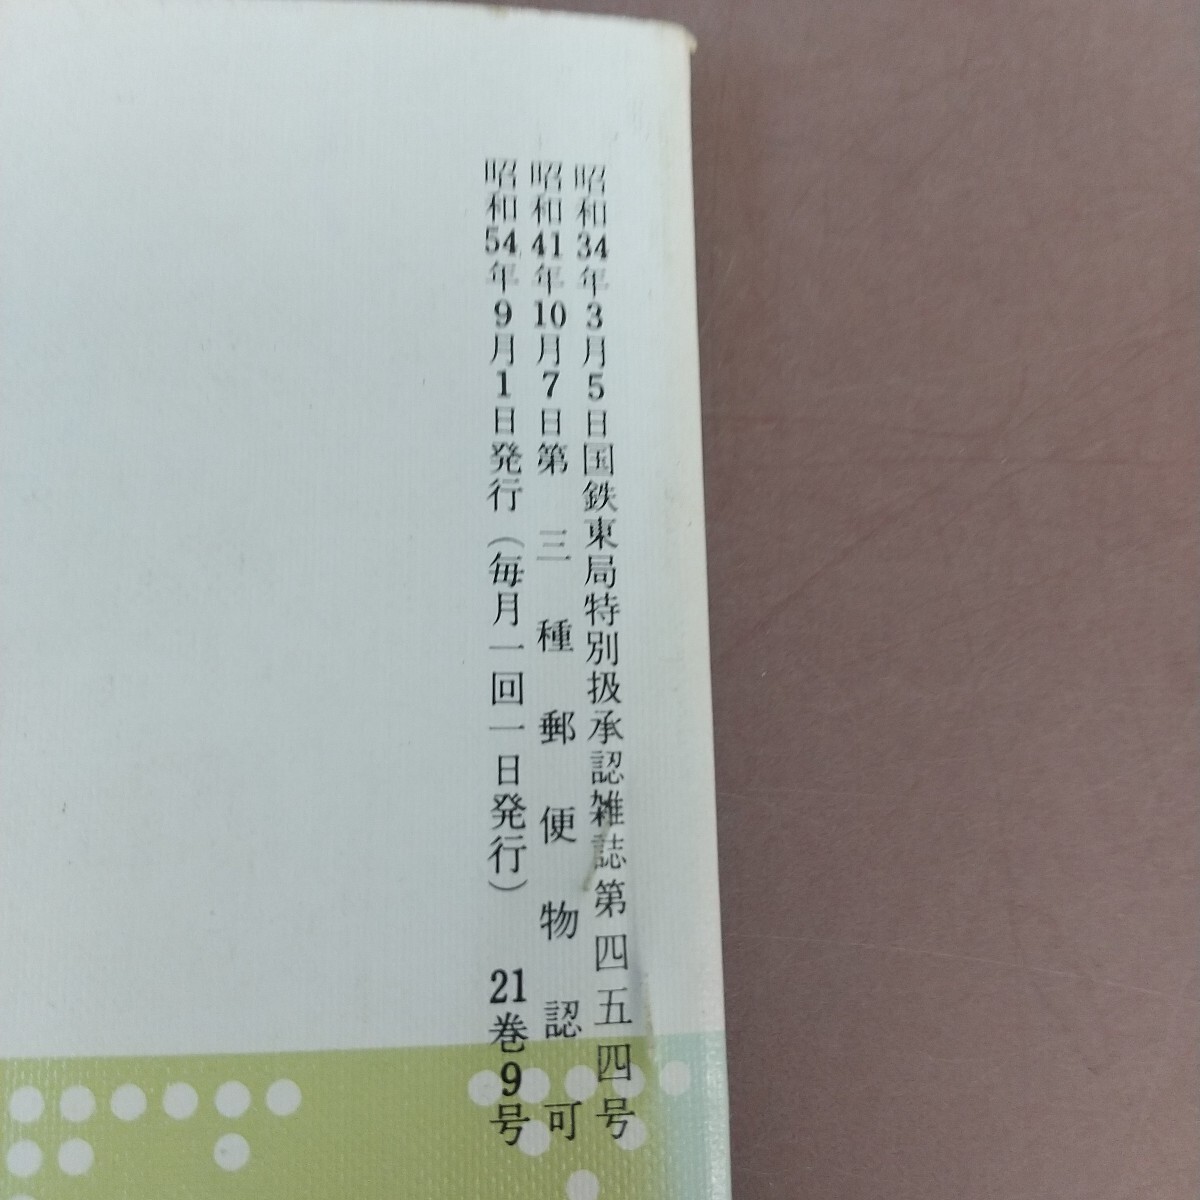 昭和34年3月5日国鉄東局特別扱承認雑誌第四五四号
昭和41年10月7日第三種郵便物認可
昭和54年9月1日発行(毎月一回一日発行) 21巻9号